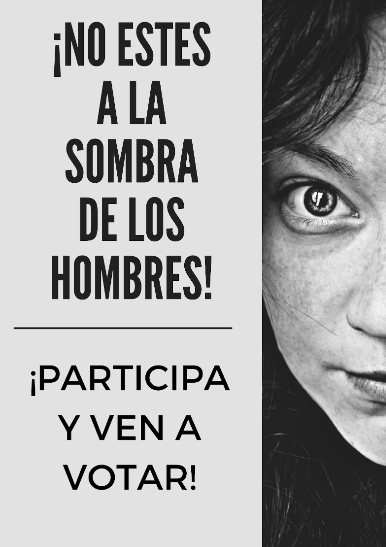 ¡NO ESTES
A LA
SOMBRA
DE LOS
HOMBRES!
¡PARTICIPA
Y VEN A
VOTAR!